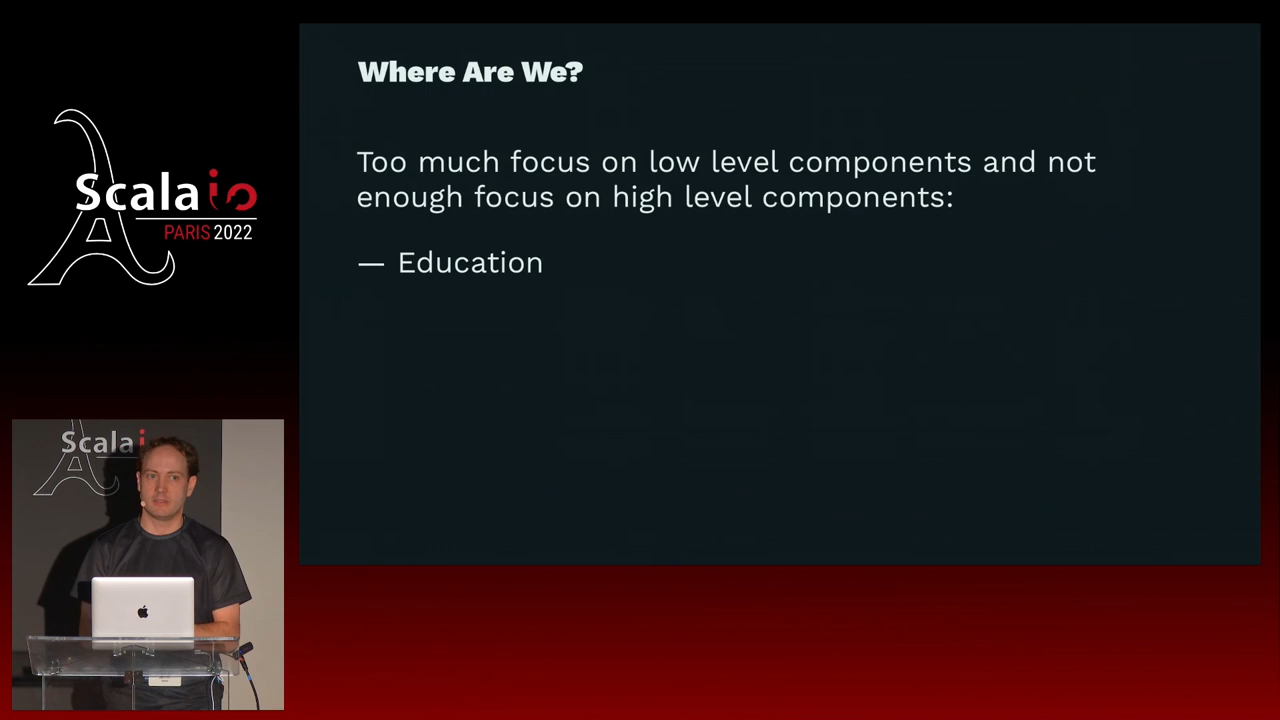 Scala io
PARIS 2022
Where Are We?
Too much focus on low level components and not
enough focus on high level components:
— Education
Scala i